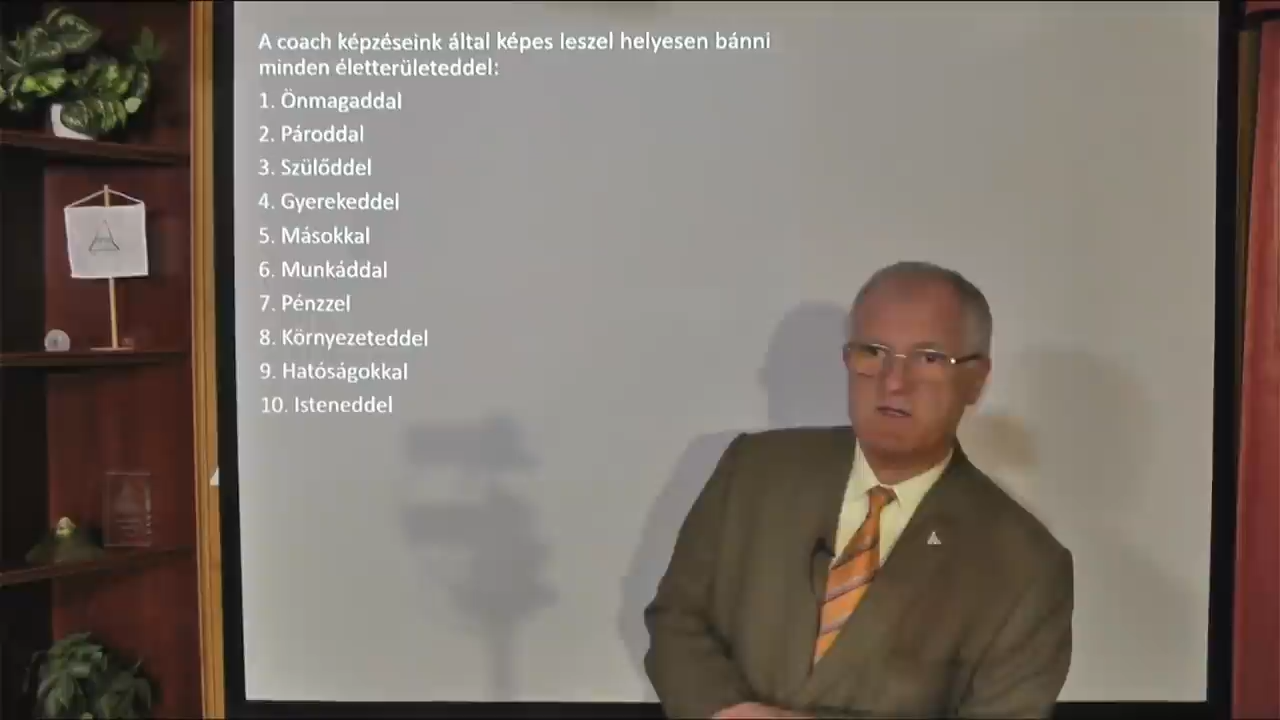 A coach képzéseink által képes leszel helyesen bánni
minden életterületeddel:
1. Önmagaddal
2. Pároddal
3. Szülőddel
4. Gyerekeddel
5. Másokkal
6. Munkáddal
7. Pénzzel
8. Környezeteddel
9. Hatóságokkal
10. Isteneddel